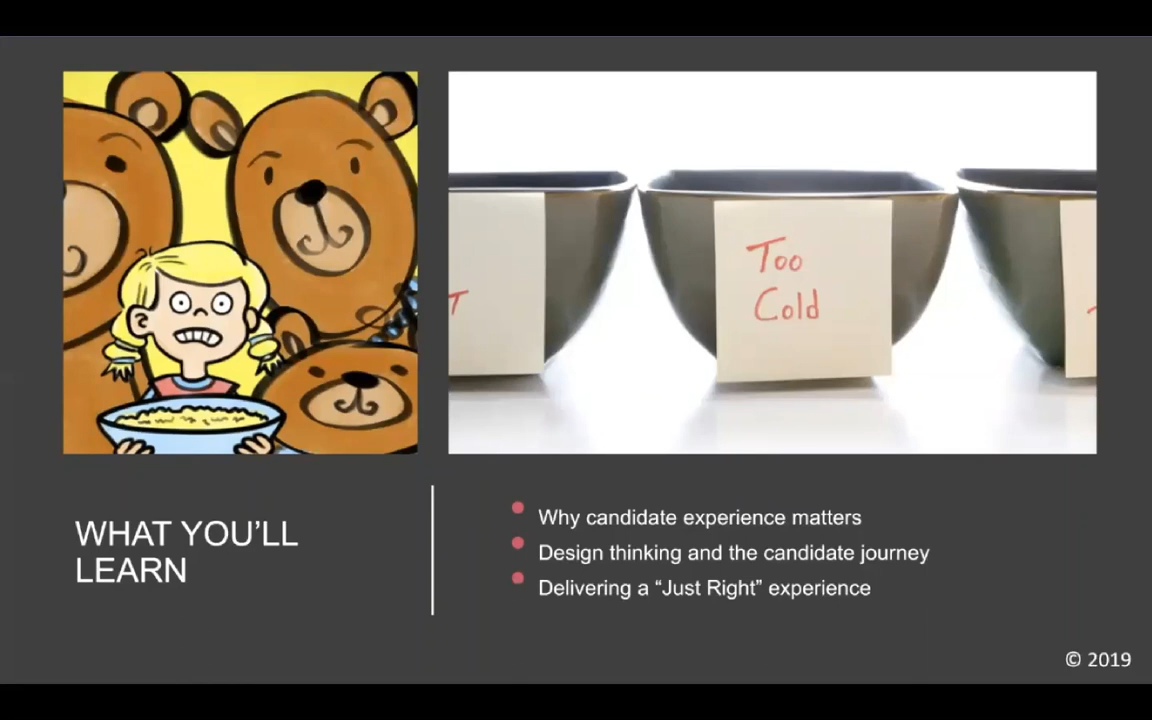 Too
Cold
WHAT YOU’LL
LEARN
Why candidate experience matters
Design thinking and the candidate journey
Delivering a “Just Right” experience
© 2019